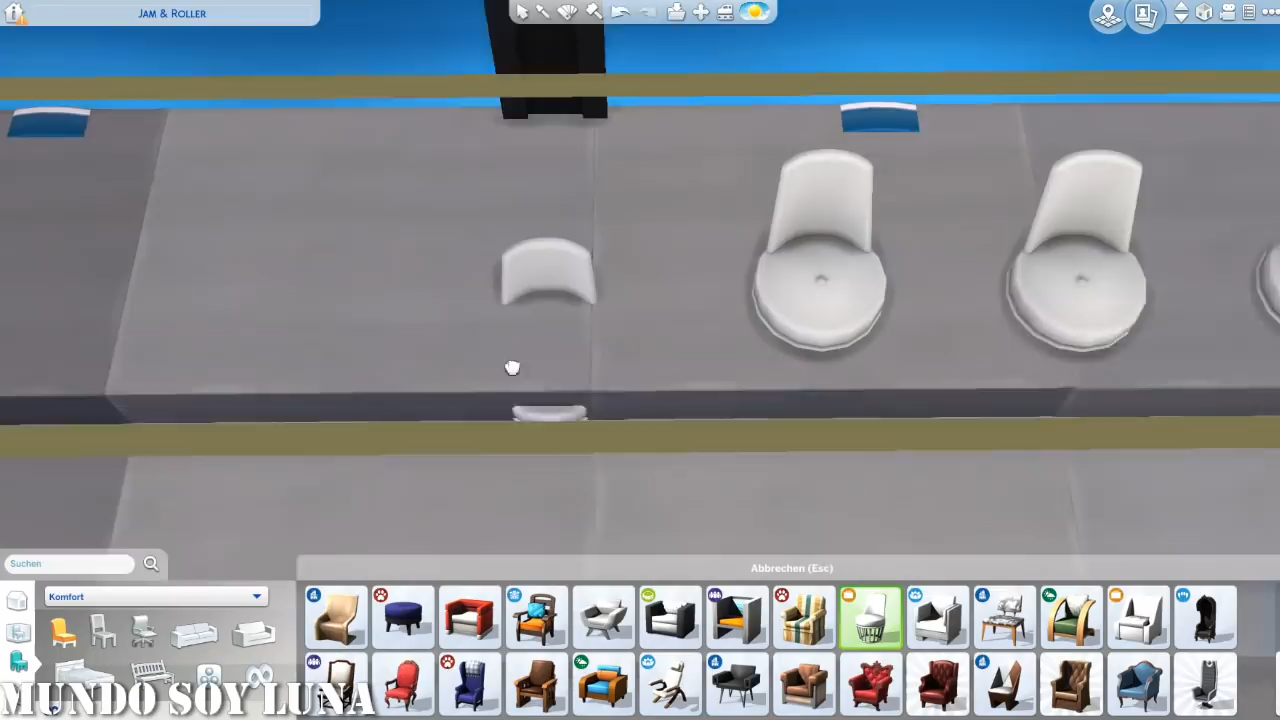 JAM & ROLLER
Suchen
Abbrechen (Esc)
Komfort
MUNDO SOY LUNA